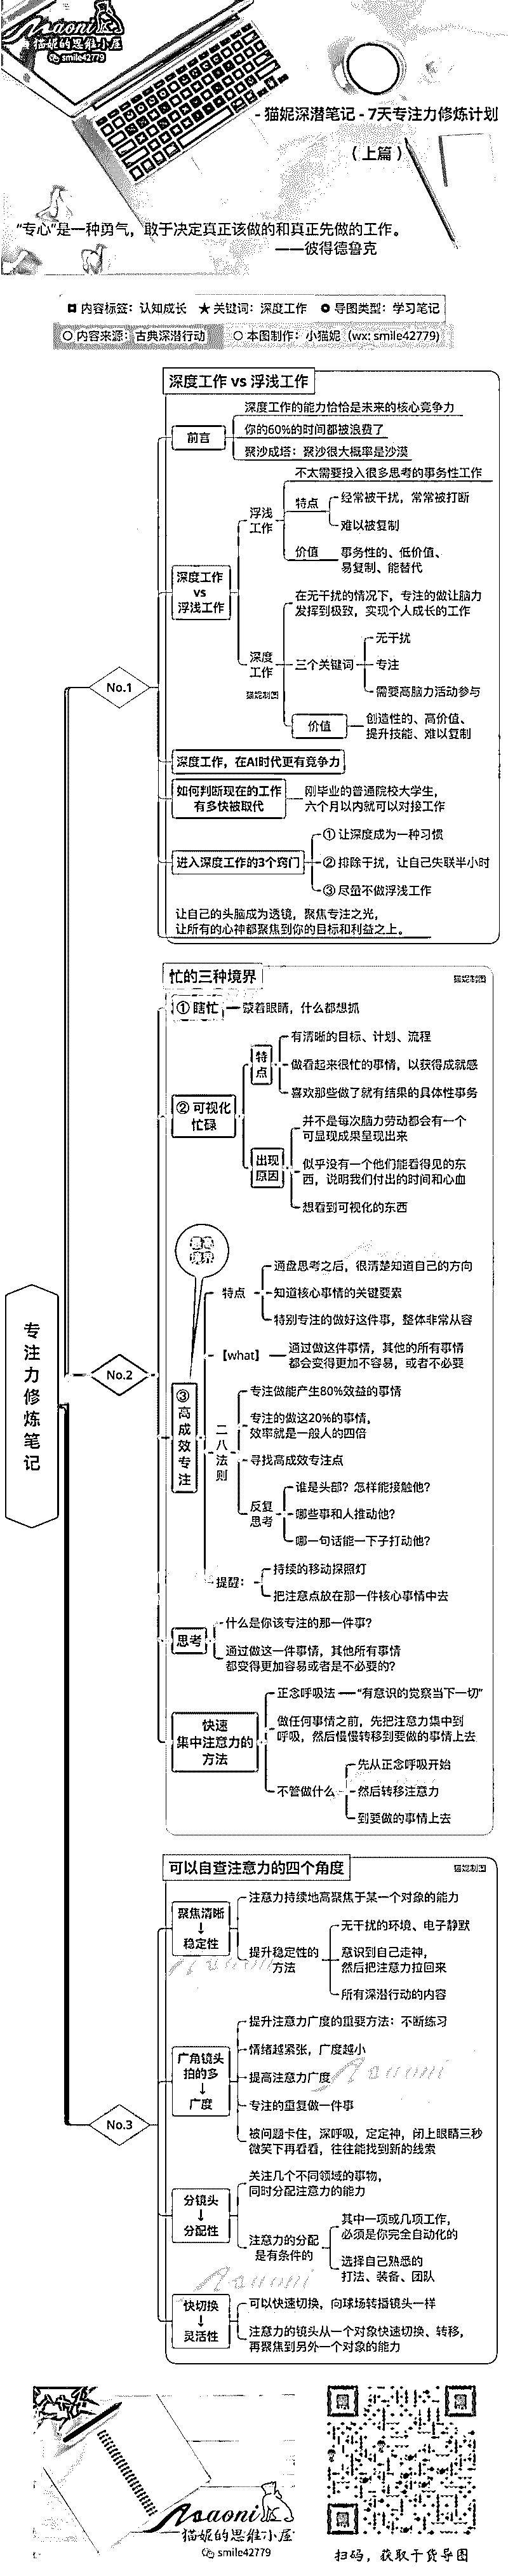 Naoni
猫妮的思维小屋
smile42779
- 猫妮深潜笔记 - 7天专注力修炼计划
（上篇）
“专心”是一种勇气，敢于决定真正该做的和真正先做的工作。
——彼得德鲁克
内容标签：认知成长 ★ 关键词：深度工作 导图类型：学习笔记
内容来源：古典深潜行动 本图制作：小猫妮（wx: smile42779)
专注力修炼笔记
No.1
深度工作 vs 浮浅工作
前言
深度工作的能力恰恰是未来的核心竞争力
你的60%的时间都被浪费了
聚沙成塔：聚沙很大概率是沙漠
深度工作
vs
浮浅工作
浮浅
工作
不太需要投入很多思考的事务性工作
特点
经常被干扰，常常被打断
难以被复制
价值
事务性的、低价值、
易复制、能替代
深度
工作
猫妮制图
在无干扰的情况下，专注的做让脑力
发挥到极致，实现个人成长的工作
三个关键词
无干扰
专注
需要高脑力活动参与
价值
创造性的、高价值、
提升技能、难以复制
深度工作，在AI时代更有竞争力
如何判断现在的工作
有多快被取代
刚毕业的普通院校大学生，
六个月以内就可以对接工作
进入深度工作的3个窍门
① 让深度成为一种习惯
② 排除干扰，让自己失联半小时
③ 尽量不做浮浅工作
让自己的头脑成为透镜，聚焦专注之光，
让所有的心神都聚焦到你的目标和利益之上。
No.2
忙的三种境界
猫妮制图
① 瞎忙
蒙着眼睛，什么都想抓
② 可视化
忙碌
特点
有清晰的目标、计划、流程
做看起来很忙的事情，以获得成就感
喜欢那些做了就有结果的具体性事务
出现
原因
并不是每次脑力劳动都会有一个
可显现成果呈现出来
似乎没有一个他们能看得见的东
西，说明我们付出的时间和心血
想看到可视化的东西
境界
③高成效专注
特点
通盘思考之后，很清楚知道自己的方向
知道核心事情的关键要素
特别专注的做好这件事，整体非常从容
【what】
通过做这件事情，其他的所有事情
都会变得更加不容易，或者不必要
二八法则
专注做能产生80%效益的事情
专注的做这20%的事情，
效率就是一般人的四倍
寻找高成效专注点
反复
思考
谁是头部？怎样能接触他？
哪些事和人推动他？
哪一句话能一下子打动他？
提醒：
持续的移动探照灯
把注意点放在那一件核心事情中去
思考
什么是你该专注的那一件事？
通过做这一件事情，其他所有事情
都变得更加容易或者是不必要的？
快速
集中注意力的
方法
正念呼吸法
“有意识的觉察当下一切”
做任何事情之前，先把注意力集中到
呼吸，然后慢慢转移到要做的事情上去
不管做什么
先从正念呼吸开始
然后转移注意力
到要做的事情上去
No.3
可以自查注意力的四个角度
猫妮制图
聚焦清晰
↓
稳定性
注意力持续地高聚焦于某一个对象的能力
提升稳定性的
方法
无干扰的环境、电子静默
意识到自己走神，
然后把注意力拉回来
所有深潜行动的内容
广角镜头
拍的多
↓
广度
提升注意力广度的重要方法：不断练习
情绪越紧张，广度越小
提高注意力广度
专注的重复做一件事
被问题卡住，深呼吸，定定神，闭上眼睛三秒
微笑下再看看，往往能找到新的线索
分镜头
↓
分配性
关注几个不同领域的事物，
同时分配注意力的能力
注意力的分配
是有条件的
其中一项或几项工作，
必须是你完全自动化的
选择自己熟悉的
打法、装备、团队
快切换
↓
灵活性
可以快速切换，向球场转播镜头一样
注意力的镜头从一个对象快速切换、转移，
再聚焦到另外一个对象的能力
Naoni
猫妮的思维小屋
smile42779
扫码，获取干货导图